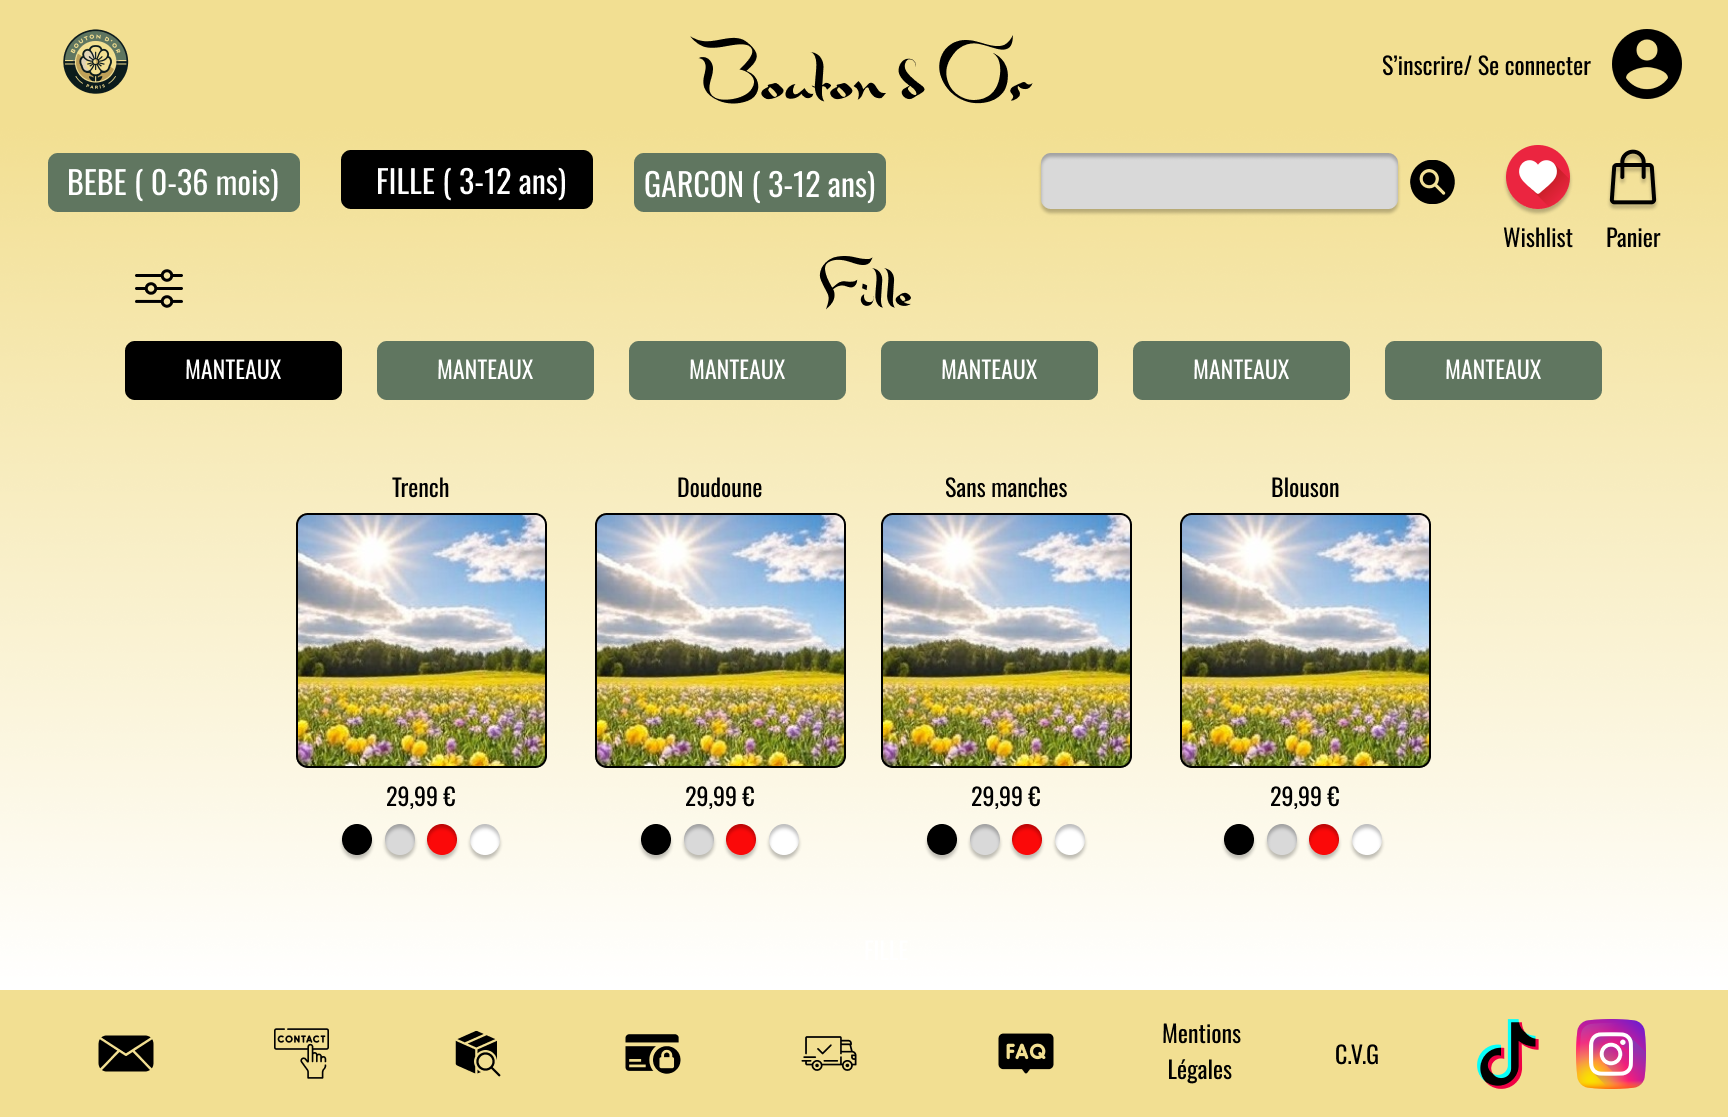 BOUTON D'OR
PARIS
Bouton d Or
S’inscrire/ Se connecter
BEBE ( 0-36 mois)
FILLE ( 3-12 ans)
GARCON ( 3-12 ans)
Wishlist
Panier
Fille
MANTEAUX
MANTEAUX
MANTEAUX
MANTEAUX
MANTEAUX
MANTEAUX
Trench
Doudoune
Sans manches
Blouson
29,99 €
29,99 €
29,99 €
29,99 €
CONTACT
FAQ
Mentions
Légales
C.V.G